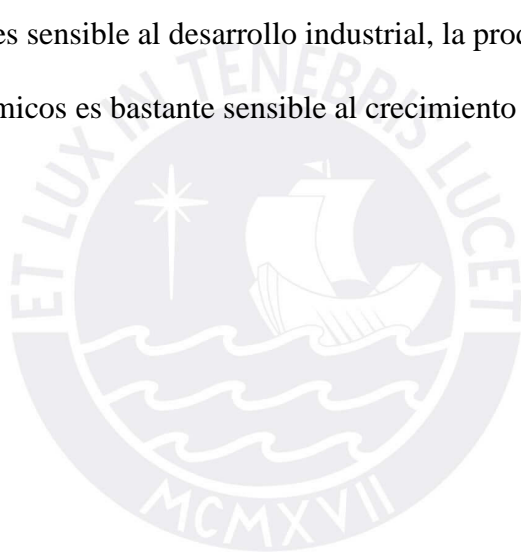 es sensible al desarrollo industrial, la prod
micos es bastante sensible al crecimiento
ET LUX IN TENEBRIS LUCET
MCMXVII